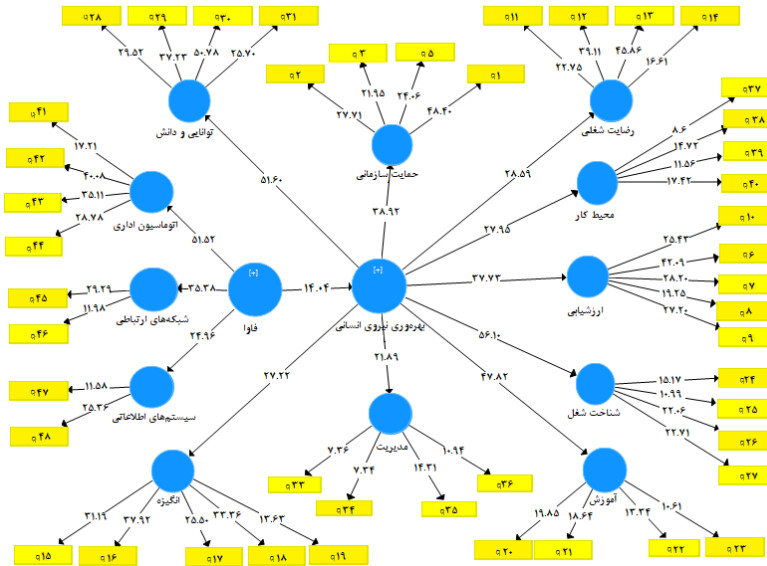 q۲۸ q۲۹ q۳۰ q۳۱
۲۹.۵۲ ۳۷.۲۳ ۵۰.۷۸ ۲۵.۷۰
توانایی و دانش
q۲ q۳ q۵ q۱
۲۷.۷۱ ۲۱.۹۵ ۲۴.۰۶ ۴۸.۴۰
حمایت سازمانی
q۱۱ q۱۲ q۱۳ q۱۴
۲۲.۷۵ ۳۹.۱۱ ۴۵.۸۶ ۱۶.۶۱
رضایت شغلی
q۴۱ ۱۷.۲۱
q۴۲ ۴۰.۰۸
q۴۳ ۳۵.۱۱
q۴۴ ۲۸.۷۸
اتوماسیون اداری
q۳۷ ۸.۶
q۳۸ ۱۴.۷۲
q۳۹ ۱۱.۵۶
q۴۰ ۱۷.۴۲
محیط کار
۵۱.۶۰
۳۸.۹۲
۲۸.۵۹
۲۷.۹۵
۵۱.۵۲
q۴۵ ۲۹.۲۹
q۴۶ ۱۱.۹۸
شبکه‌های ارتباطی
۳۵.۳۸
[+]
فاوا
۱۴.۰۴
[+]
بهره‌وری نیروی انسانی
۳۷.۷۳
q۱۰ ۲۵.۴۲
q۶ ۴۲.۰۹
q۷ ۲۸.۲۰
q۸ ۱۹.۲۵
q۹ ۲۷.۲۰
ارزشیابی
۲۴.۹۶
q۴۷ ۱۱.۵۸
q۴۸ ۲۵.۳۶
سیستم‌های اطلاعاتی
۲۷.۲۲
۲۱.۸۹
۴۷.۸۲
۵۶.۱۰
q۲۴ ۱۵.۱۷
q۲۵ ۱۰.۹۹
q۲۶ ۲۲.۰۶
q۲۷ ۲۲.۷۱
شناخت شغل
مدیریت
۷.۳۶ ۷.۳۴ ۱۴.۳۱ ۱۰.۹۴
q۳۳ q۳۴ q۳۵ q۳۶
انگیزه
۳۱.۱۹ ۳۷.۹۲ ۲۵.۵۰ ۳۳.۳۶ ۱۳.۶۳
q۱۵ q۱۶ q۱۷ q۱۸ q۱۹
آموزش
۱۹.۸۵ ۱۸.۶۴ ۱۳.۳۴ ۱۰.۶۱
q۲۰ q۲۱ q۲۲ q۲۳